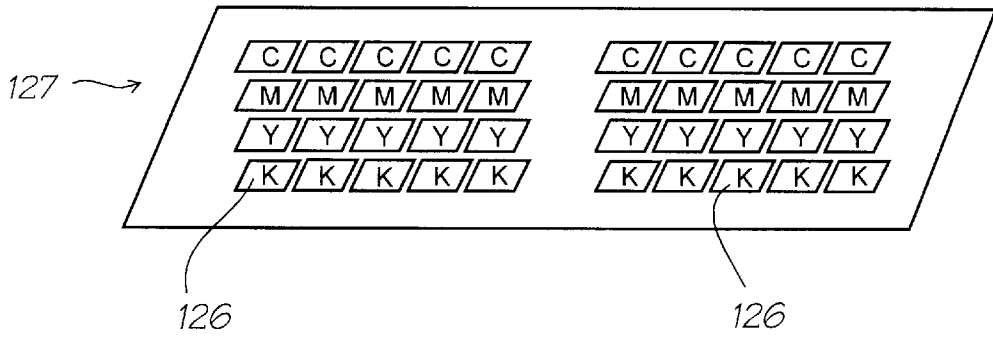 C C C C C C C C C C
127 M M M M M M M M M M
Y Y Y Y Y Y Y Y Y Y
K K K K K K K K K K
126 126